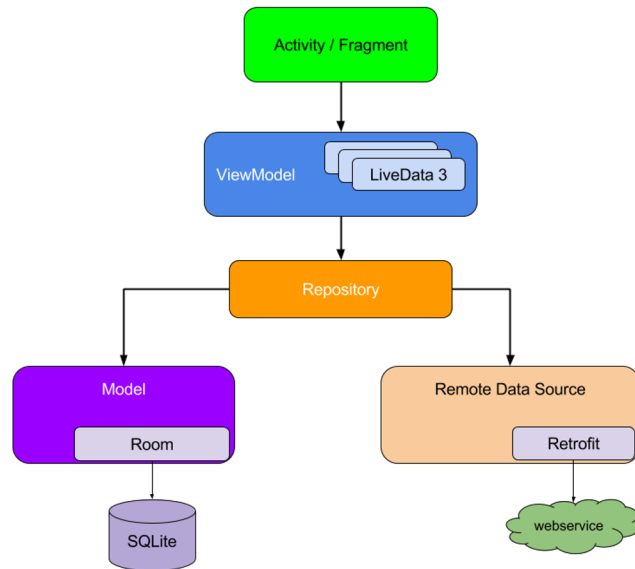 Activity / Fragment
ViewModel
LiveData 3
Repository
Model
Remote Data Source
Room
Retrofit
SQLite
webservice